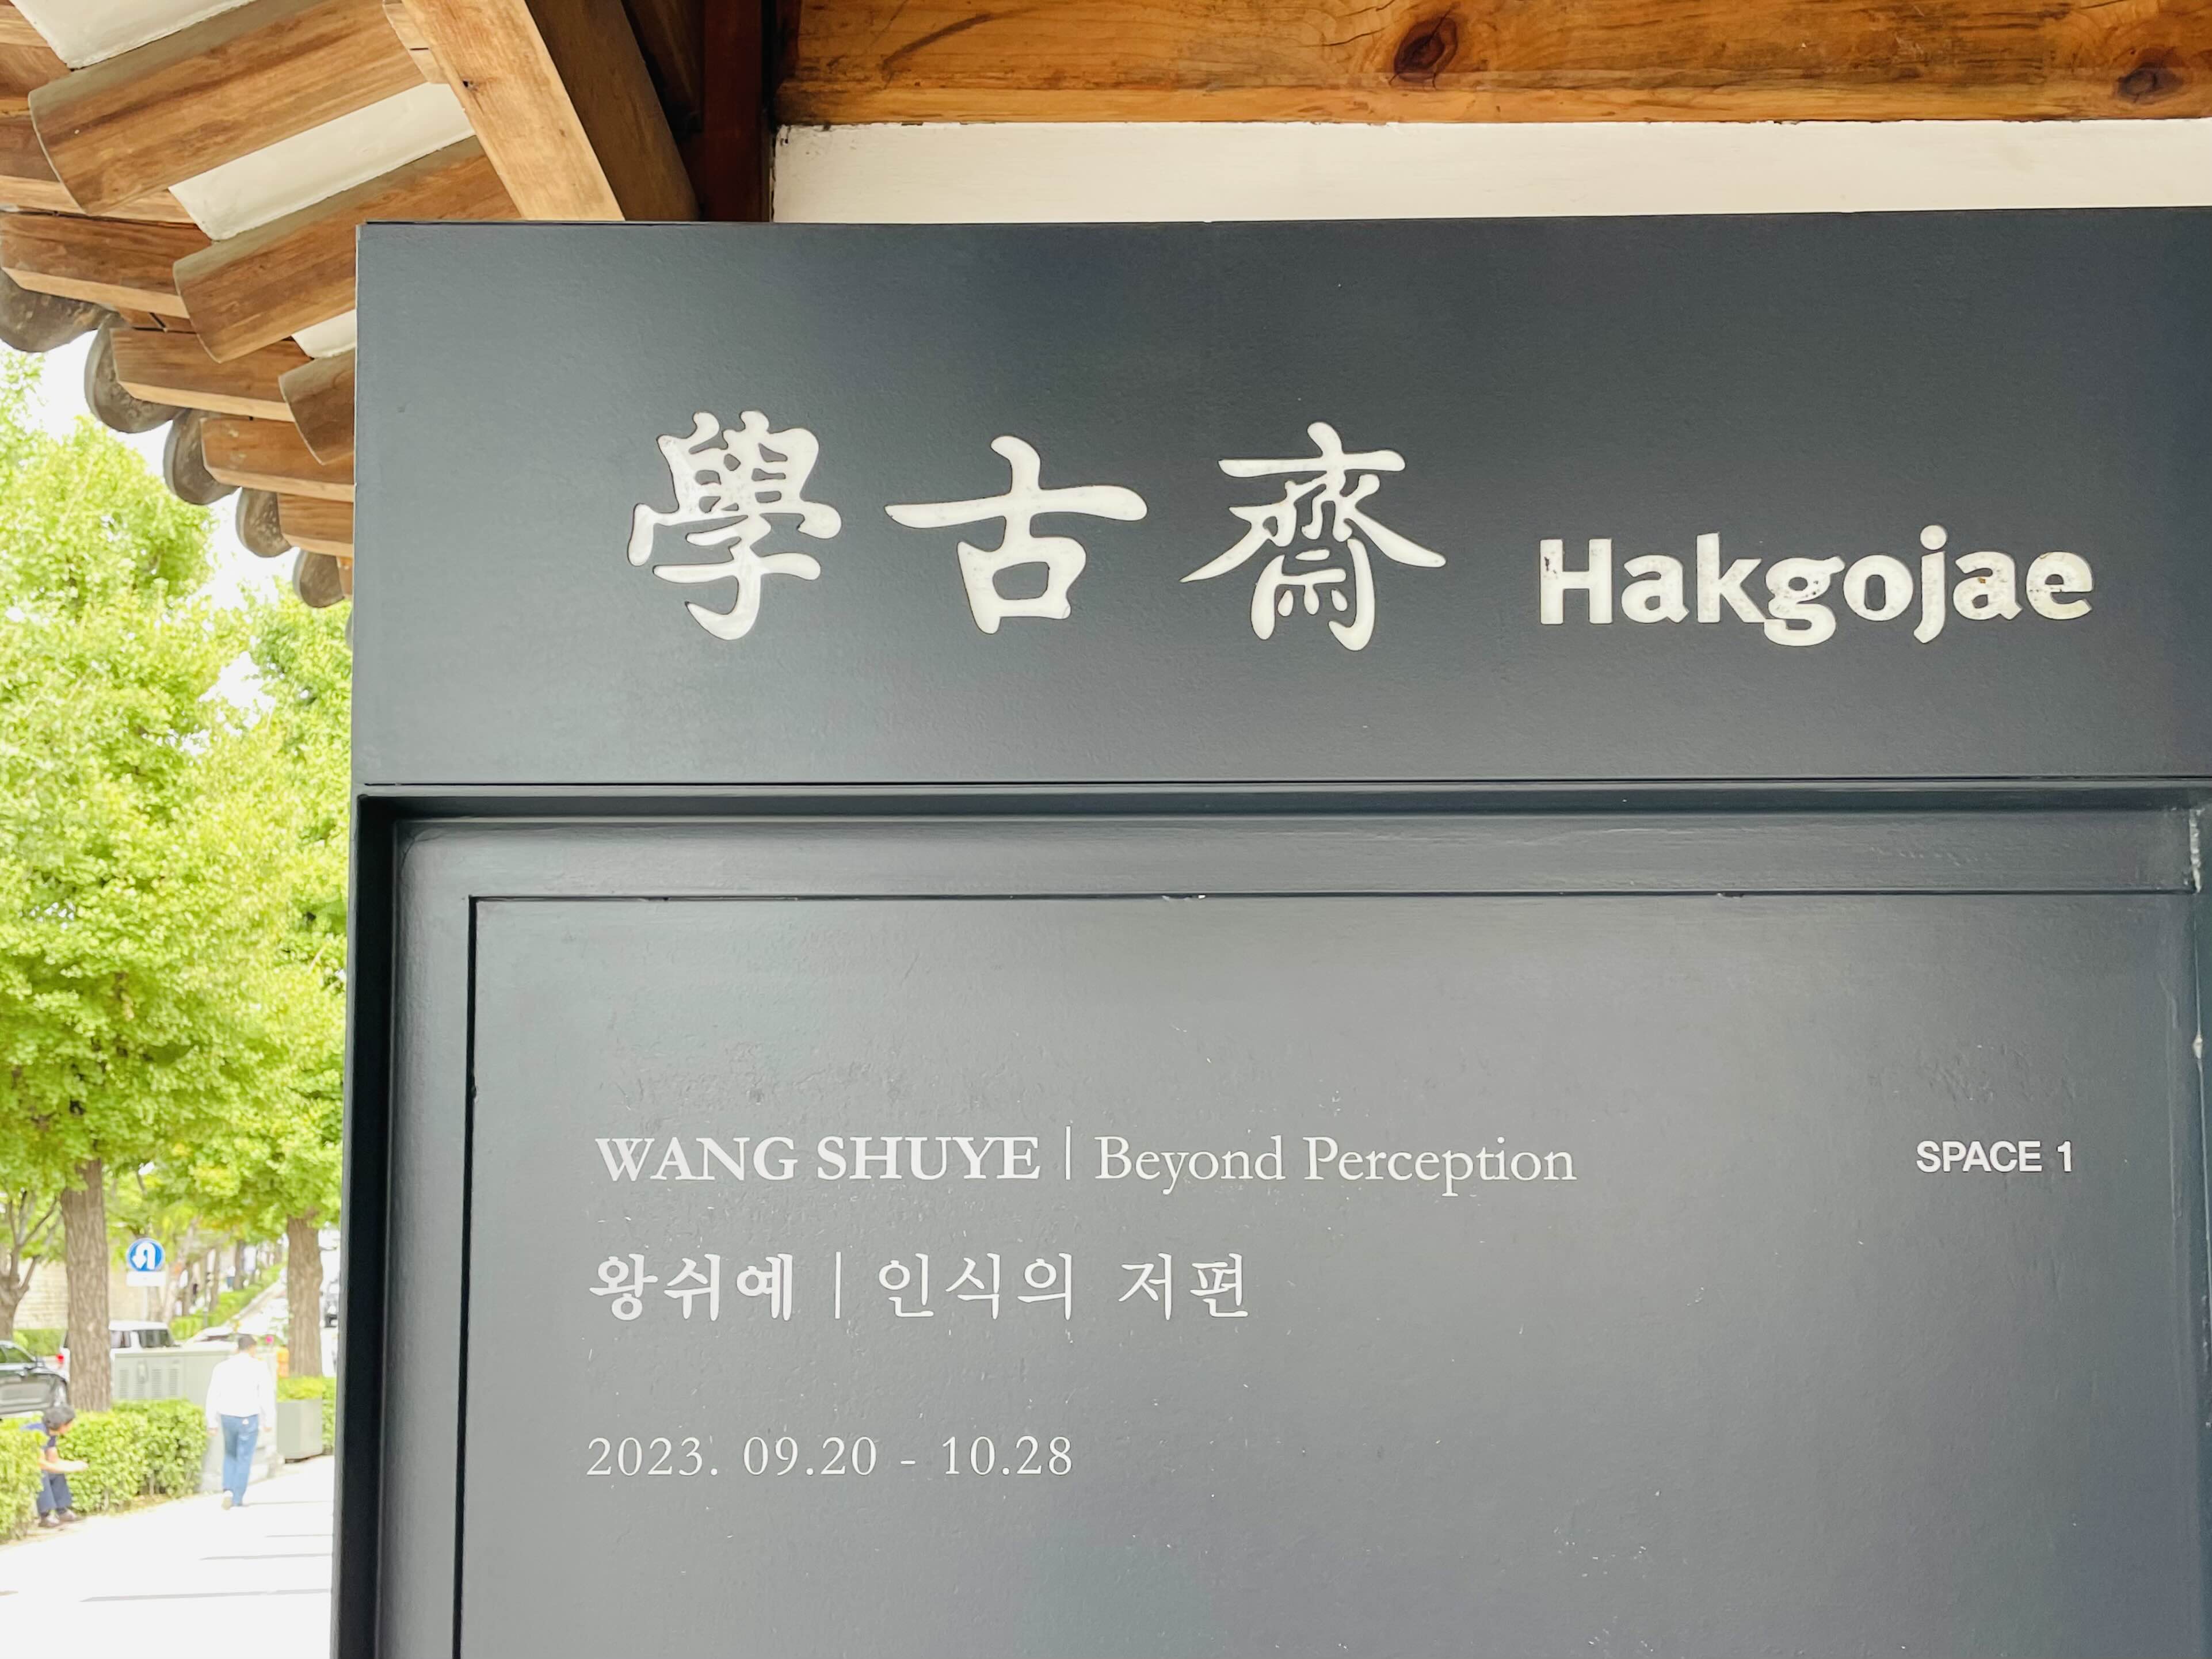 學古齋 Hakgojae
WANG SHUYE | Beyond Perception
SPACE 1
왕쉬예 | 인식의 저편
2023. 09.20 - 10.28